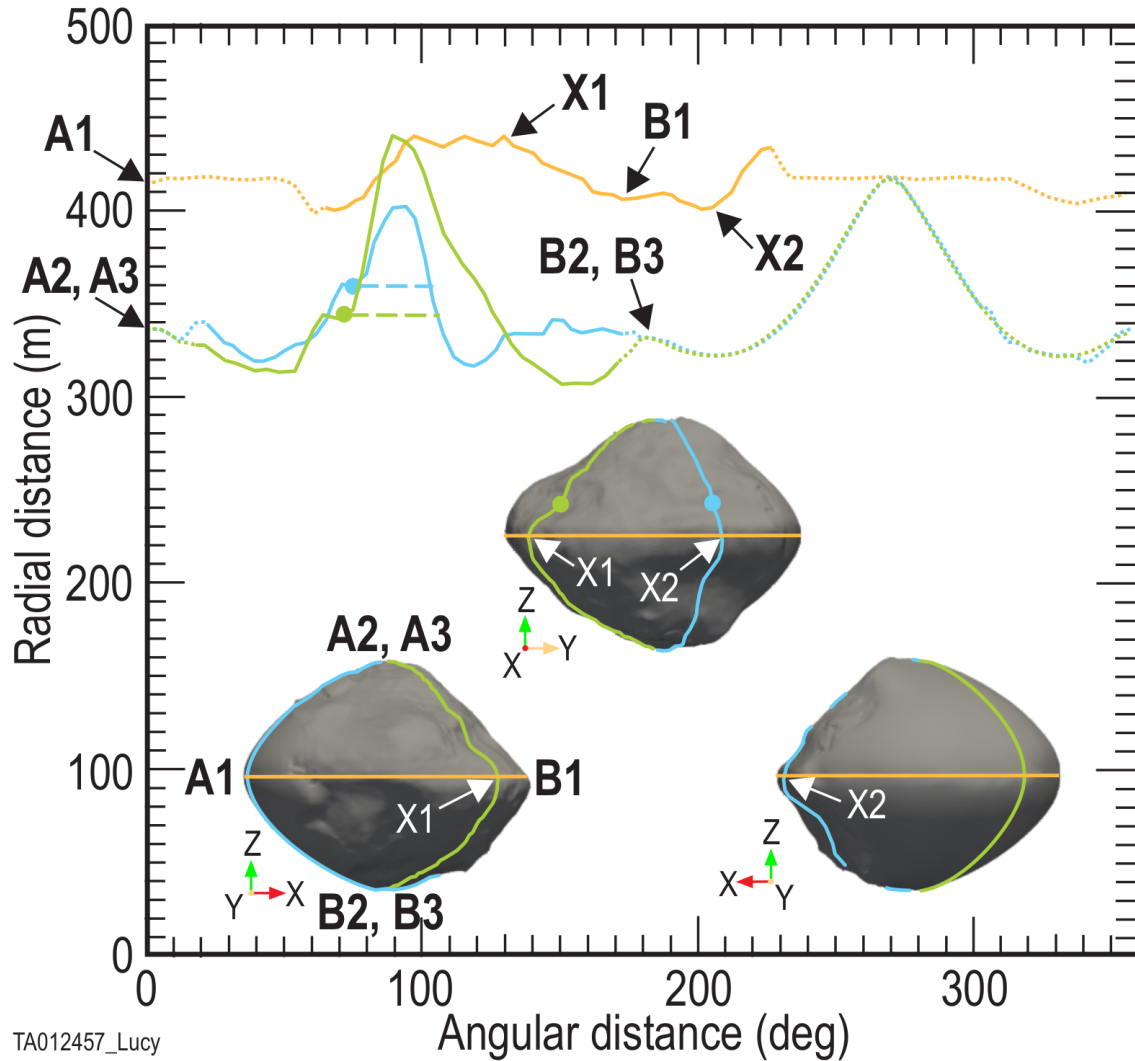 500
X1
B1
A1
400
X2
B2, B3
A2, A3
Radial distance (m)
300
200
X1
X2
Z
X
Y
A2, A3
100
A1
B1
X1
X2
Z
Y
X
B2, B3
Z
X
Y
0
0
100
200
300
Angular distance (deg)
TA012457_Lucy